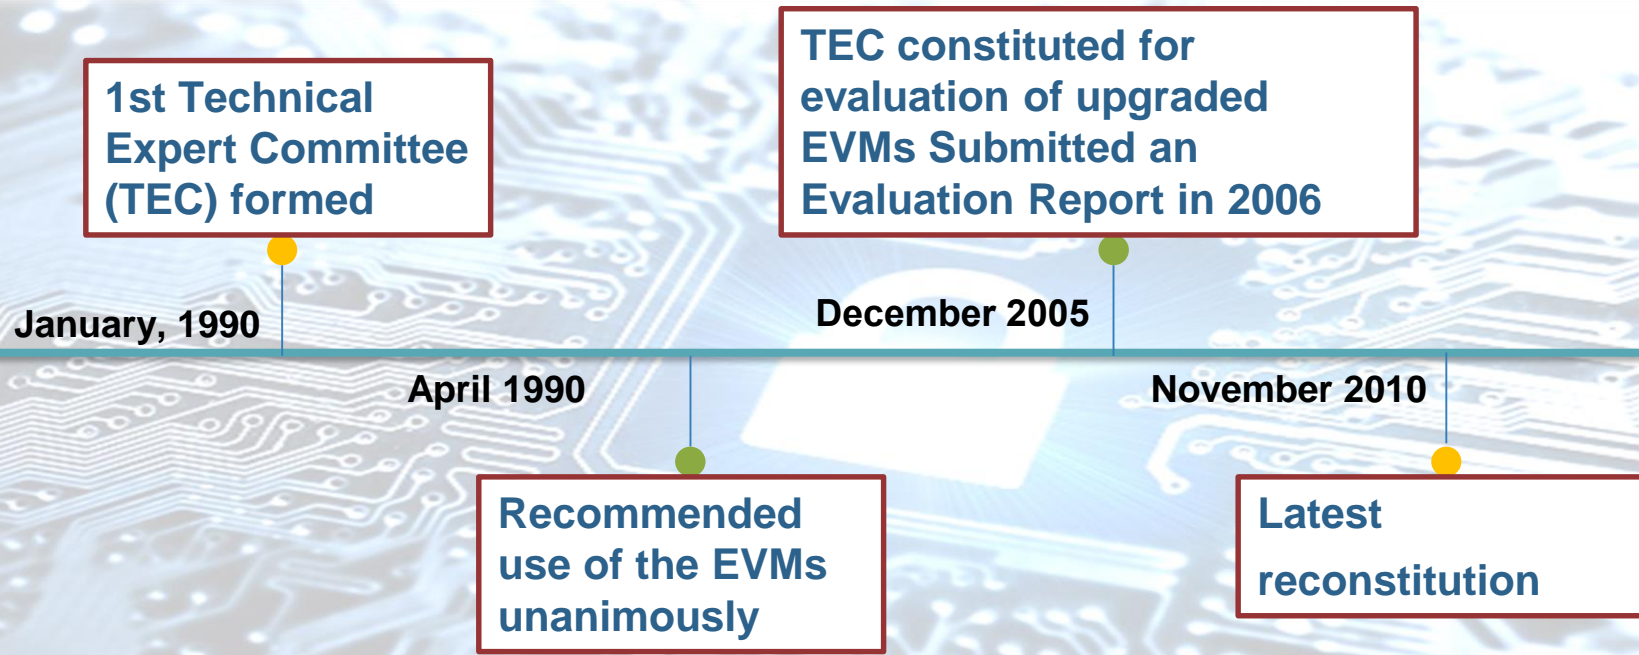 1st Technical
Expert Committee
(TEC) formed
January, 1990
April 1990
Recommended
use of the EVMs
unanimously
TEC constituted for
evaluation of upgraded
EVMs Submitted an
Evaluation Report in 2006
December 2005
November 2010
Latest
reconstitution